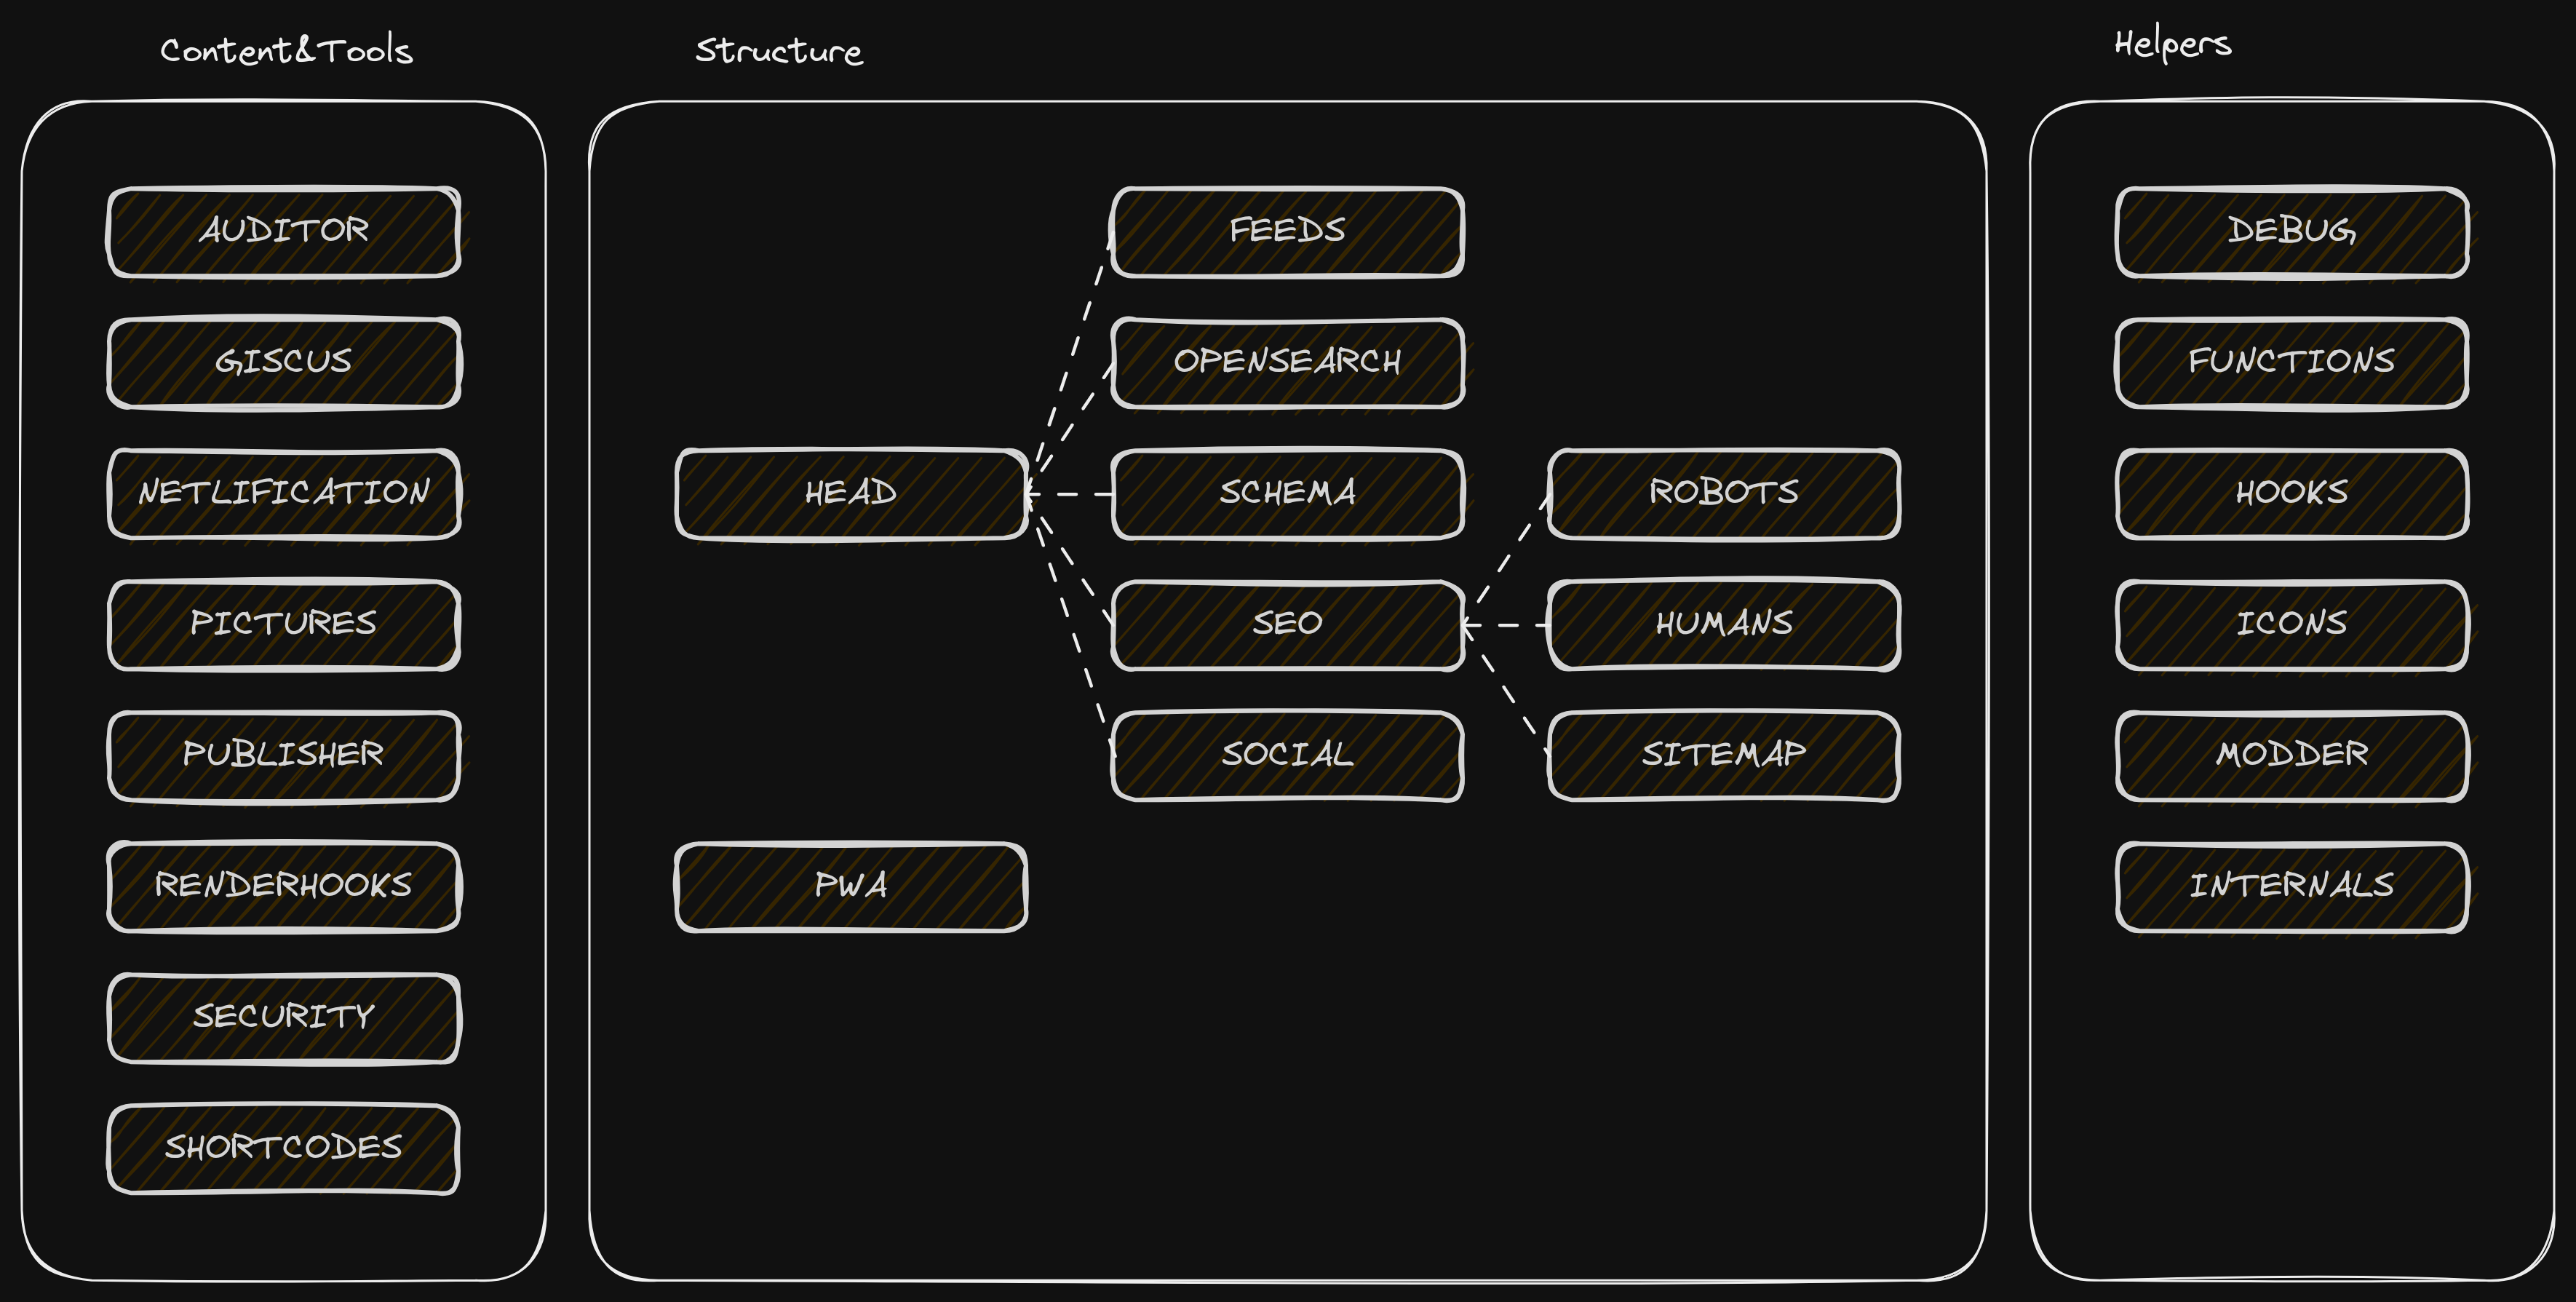 Content&Tools
AUDITOR
GISCUS
NETLIFICATION
PICTURES
PUBLISHER
RENDERHOOKS
SECURITY
SHORTCODES
Structure
HEAD
FEEDS
OPENSEARCH
SCHEMA
SEO
SOCIAL
ROBOTS
HUMANS
SITEMAP
PWA
Helpers
DEBUG
FUNCTIONS
HOOKS
ICONS
MODDER
INTERNALS